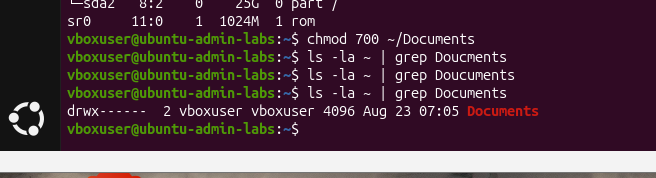 └─sda2 8:2 0 25G 0 part /
sr0 11:0 1 1024M 1 rom
vboxuser@ubuntu-admin-labs:~$ chmod 700 ~/Documents
vboxuser@ubuntu-admin-labs:~$ ls -la ~ | grep Doucments
vboxuser@ubuntu-admin-labs:~$ ls -la ~ | grep Doucuments
vboxuser@ubuntu-admin-labs:~$ ls -la ~ | grep Documents
drwx------ 2 vboxuser vboxuser 4096 Aug 23 07:05 Documents
vboxuser@ubuntu-admin-labs:~$